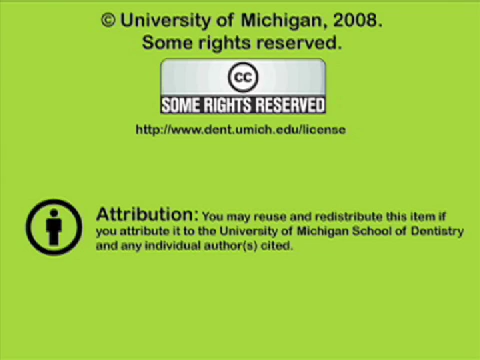 © University of Michigan, 2008.
Some rights reserved.
cc
SOME RIGHTS RESERVED
http://www.dent.umich.edu/license
Attribution: You may reuse and redistribute this item if
you attribute it to the University of Michigan School of Dentistry
and any individual author(s) cited.